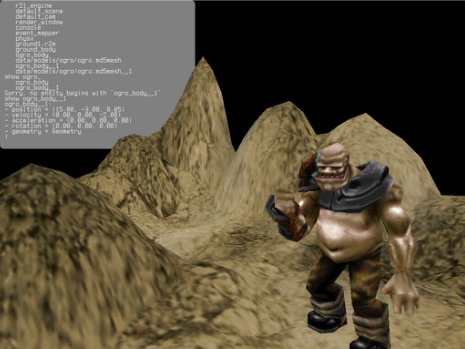 r2l_engine
default_scene
default_cam
render_window
console
event_mapper
physx
ground1.r2m
ground_body
ogro_body
data/models/ogro/ogro.md5mesh
ogro_body__1
data/models/ogro/ogro.md5mesh__1
show ogro
ogro_body
ogro_body__1
Sorry, no entity begins with 'ogro_body__1'
show ogro_body__1
ogro_body__1
- position = (15.00, -3.00, 0.05)
- velocity = (0.00, 0.00, -2.00)
- acceleration = (0.00, 0.00, 0.00)
- rotation = (0.00, 0.00, 0.00)
- geometry = Geometry